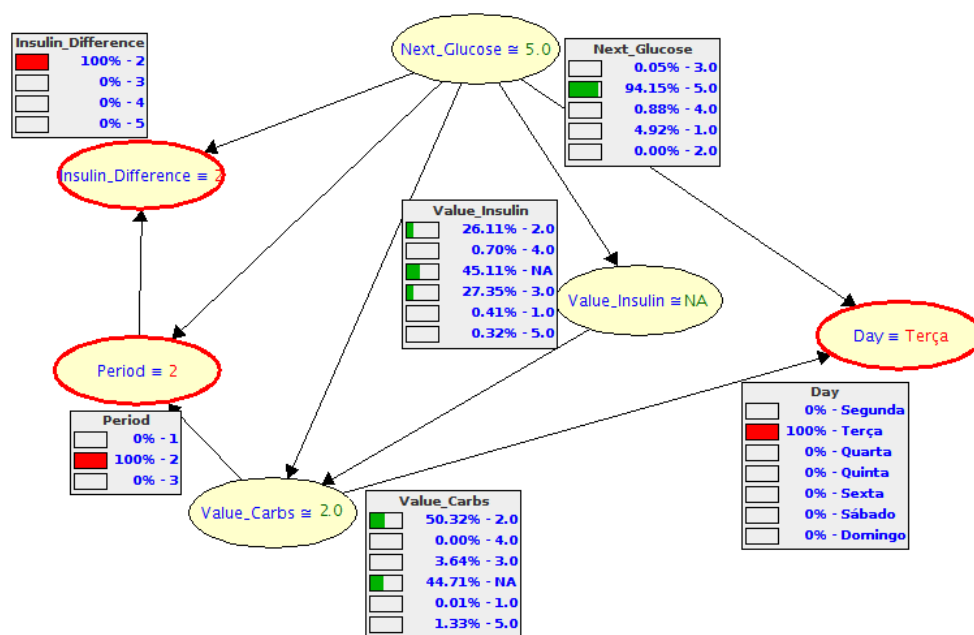 Insulin_Difference
100% - 2
0% - 3
0% - 4
0% - 5
Next_Glucose ≅ 5.0
Next_Glucose
0.05% - 3.0
94.15% - 5.0
0.88% - 4.0
4.92% - 1.0
0.00% - 2.0
Insulin_Difference ≡ 2
Value_Insulin
26.11% - 2.0
0.70% - 4.0
45.11% - NA
27.35% - 3.0
0.41% - 1.0
0.32% - 5.0
Value_Insulin ≅ NA
Day ≡ Terça
Period ≡ 2
Day
0% - Segunda
100% - Terça
0% - Quarta
0% - Quinta
0% - Sexta
0% - Sábado
0% - Domingo
Period
0% - 1
100% - 2
0% - 3
Value_Carbs ≅ 2.0
Value_Carbs
50.32% - 2.0
0.00% - 4.0
3.64% - 3.0
44.71% - NA
0.01% - 1.0
1.33% - 5.0